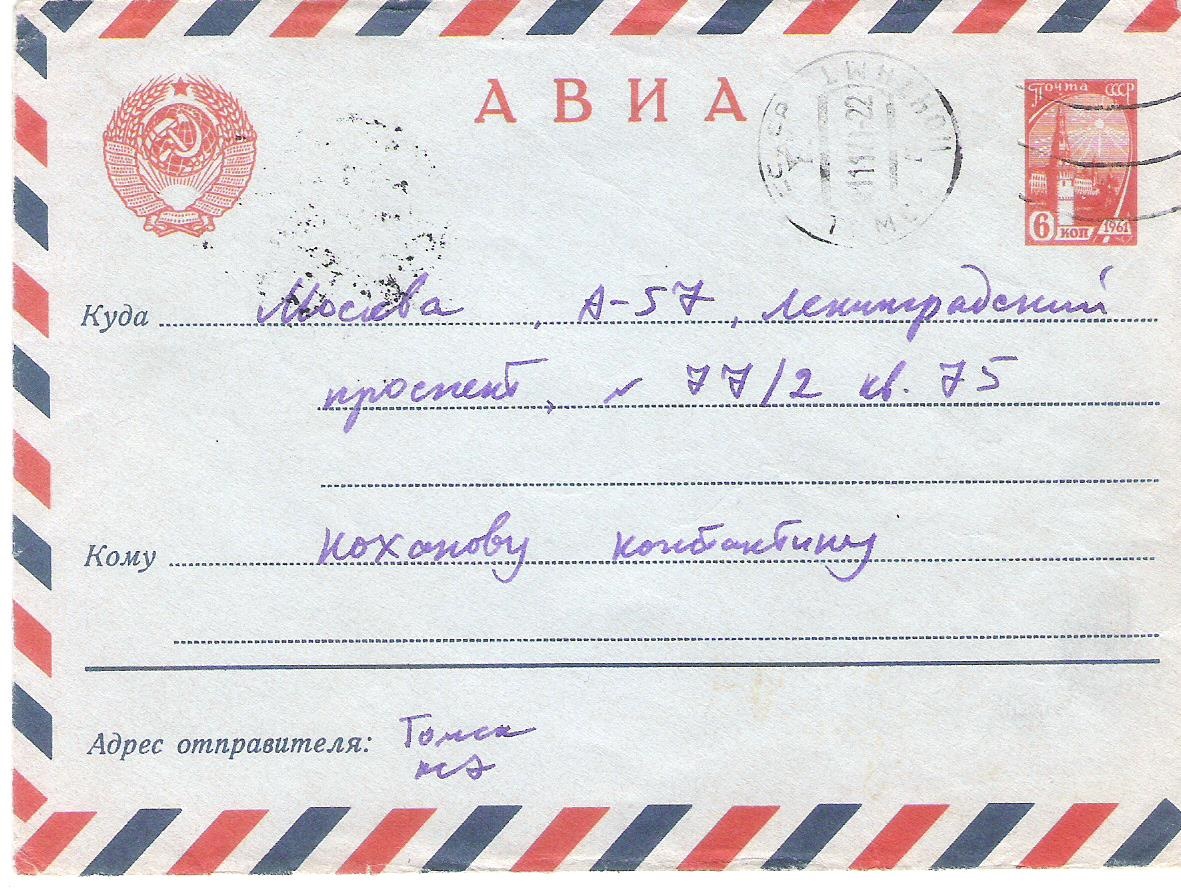 АВИА
Почта СССР
6 коп 1961
Куда Москва, А-57, Ленинградский
проспект, 77/2 кв. 75
Кому Коханову Константину
Адрес отправителя: Томск